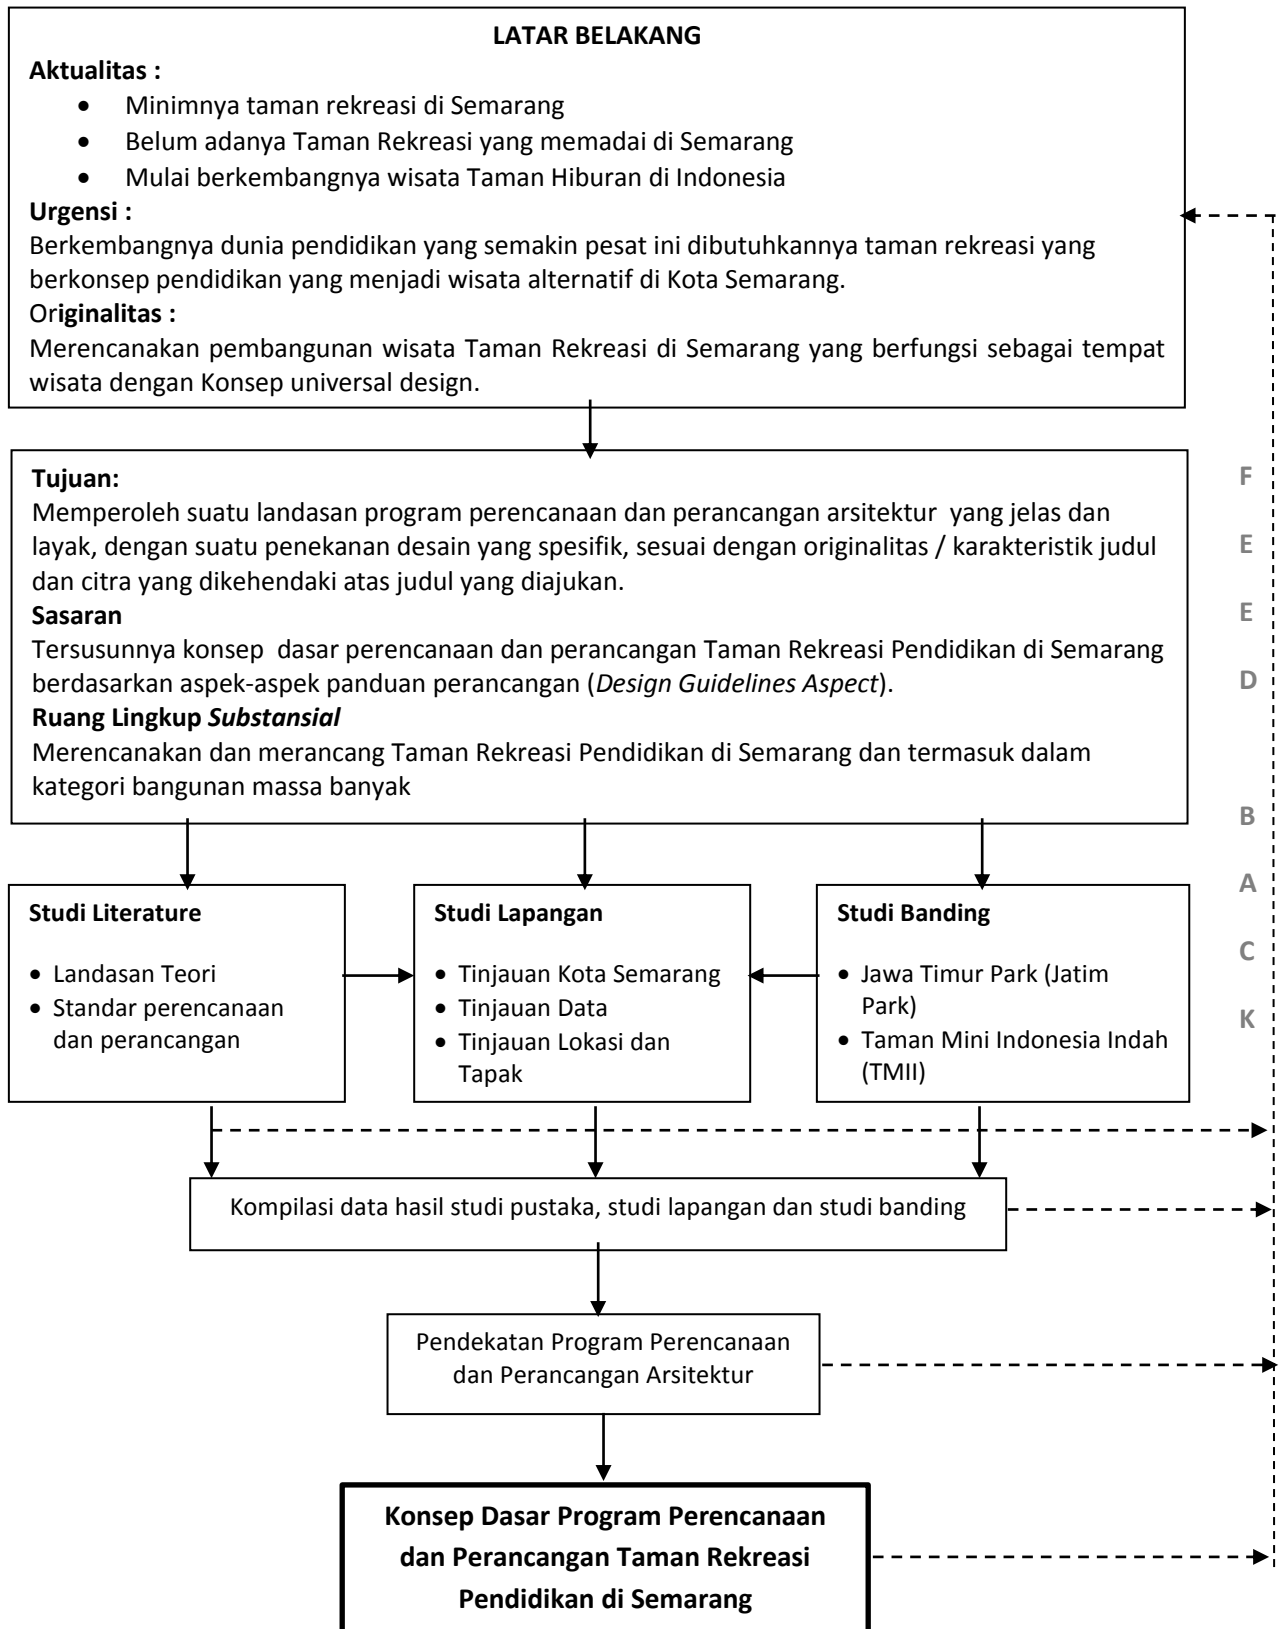 LATAR BELAKANG
Aktualitas :
• Minimnya taman rekreasi di Semarang
• Belum adanya Taman Rekreasi yang memadai di Semarang
• Mulai berkembangnya wisata Taman Hiburan di Indonesia
Urgensi :
Berkembangnya dunia pendidikan yang semakin pesat ini dibutuhkannya taman rekreasi yang
berkonsep pendidikan yang menjadi wisata alternatif di Kota Semarang.
Originalitas :
Merencanakan pembangunan wisata Taman Rekreasi di Semarang yang berfungsi sebagai tempat
wisata dengan Konsep universal design.
Tujuan:
Memperoleh suatu landasan program perencanaan dan perancangan arsitektur yang jelas dan
layak, dengan suatu penekanan desain yang spesifik, sesuai dengan originalitas / karakteristik judul
dan citra yang dikehendaki atas judul yang diajukan.
Sasaran
Tersusunnya konsep dasar perencanaan dan perancangan Taman Rekreasi Pendidikan di Semarang
berdasarkan aspek-aspek panduan perancangan (Design Guidelines Aspect).
Ruang Lingkup Substansial
Merencanakan dan merancang Taman Rekreasi Pendidikan di Semarang dan termasuk dalam
kategori bangunan massa banyak
F
E
E
D
B
A
C
K
Studi Literature
• Landasan Teori
• Standar perencanaan
dan perancangan
Studi Lapangan
• Tinjauan Kota Semarang
• Tinjauan Data
• Tinjauan Lokasi dan
Tapak
Studi Banding
• Jawa Timur Park (Jatim
Park)
• Taman Mini Indonesia Indah
(TMII)
Kompilasi data hasil studi pustaka, studi lapangan dan studi banding
Pendekatan Program Perencanaan
dan Perancangan Arsitektur
Konsep Dasar Program Perencanaan
dan Perancangan Taman Rekreasi
Pendidikan di Semarang